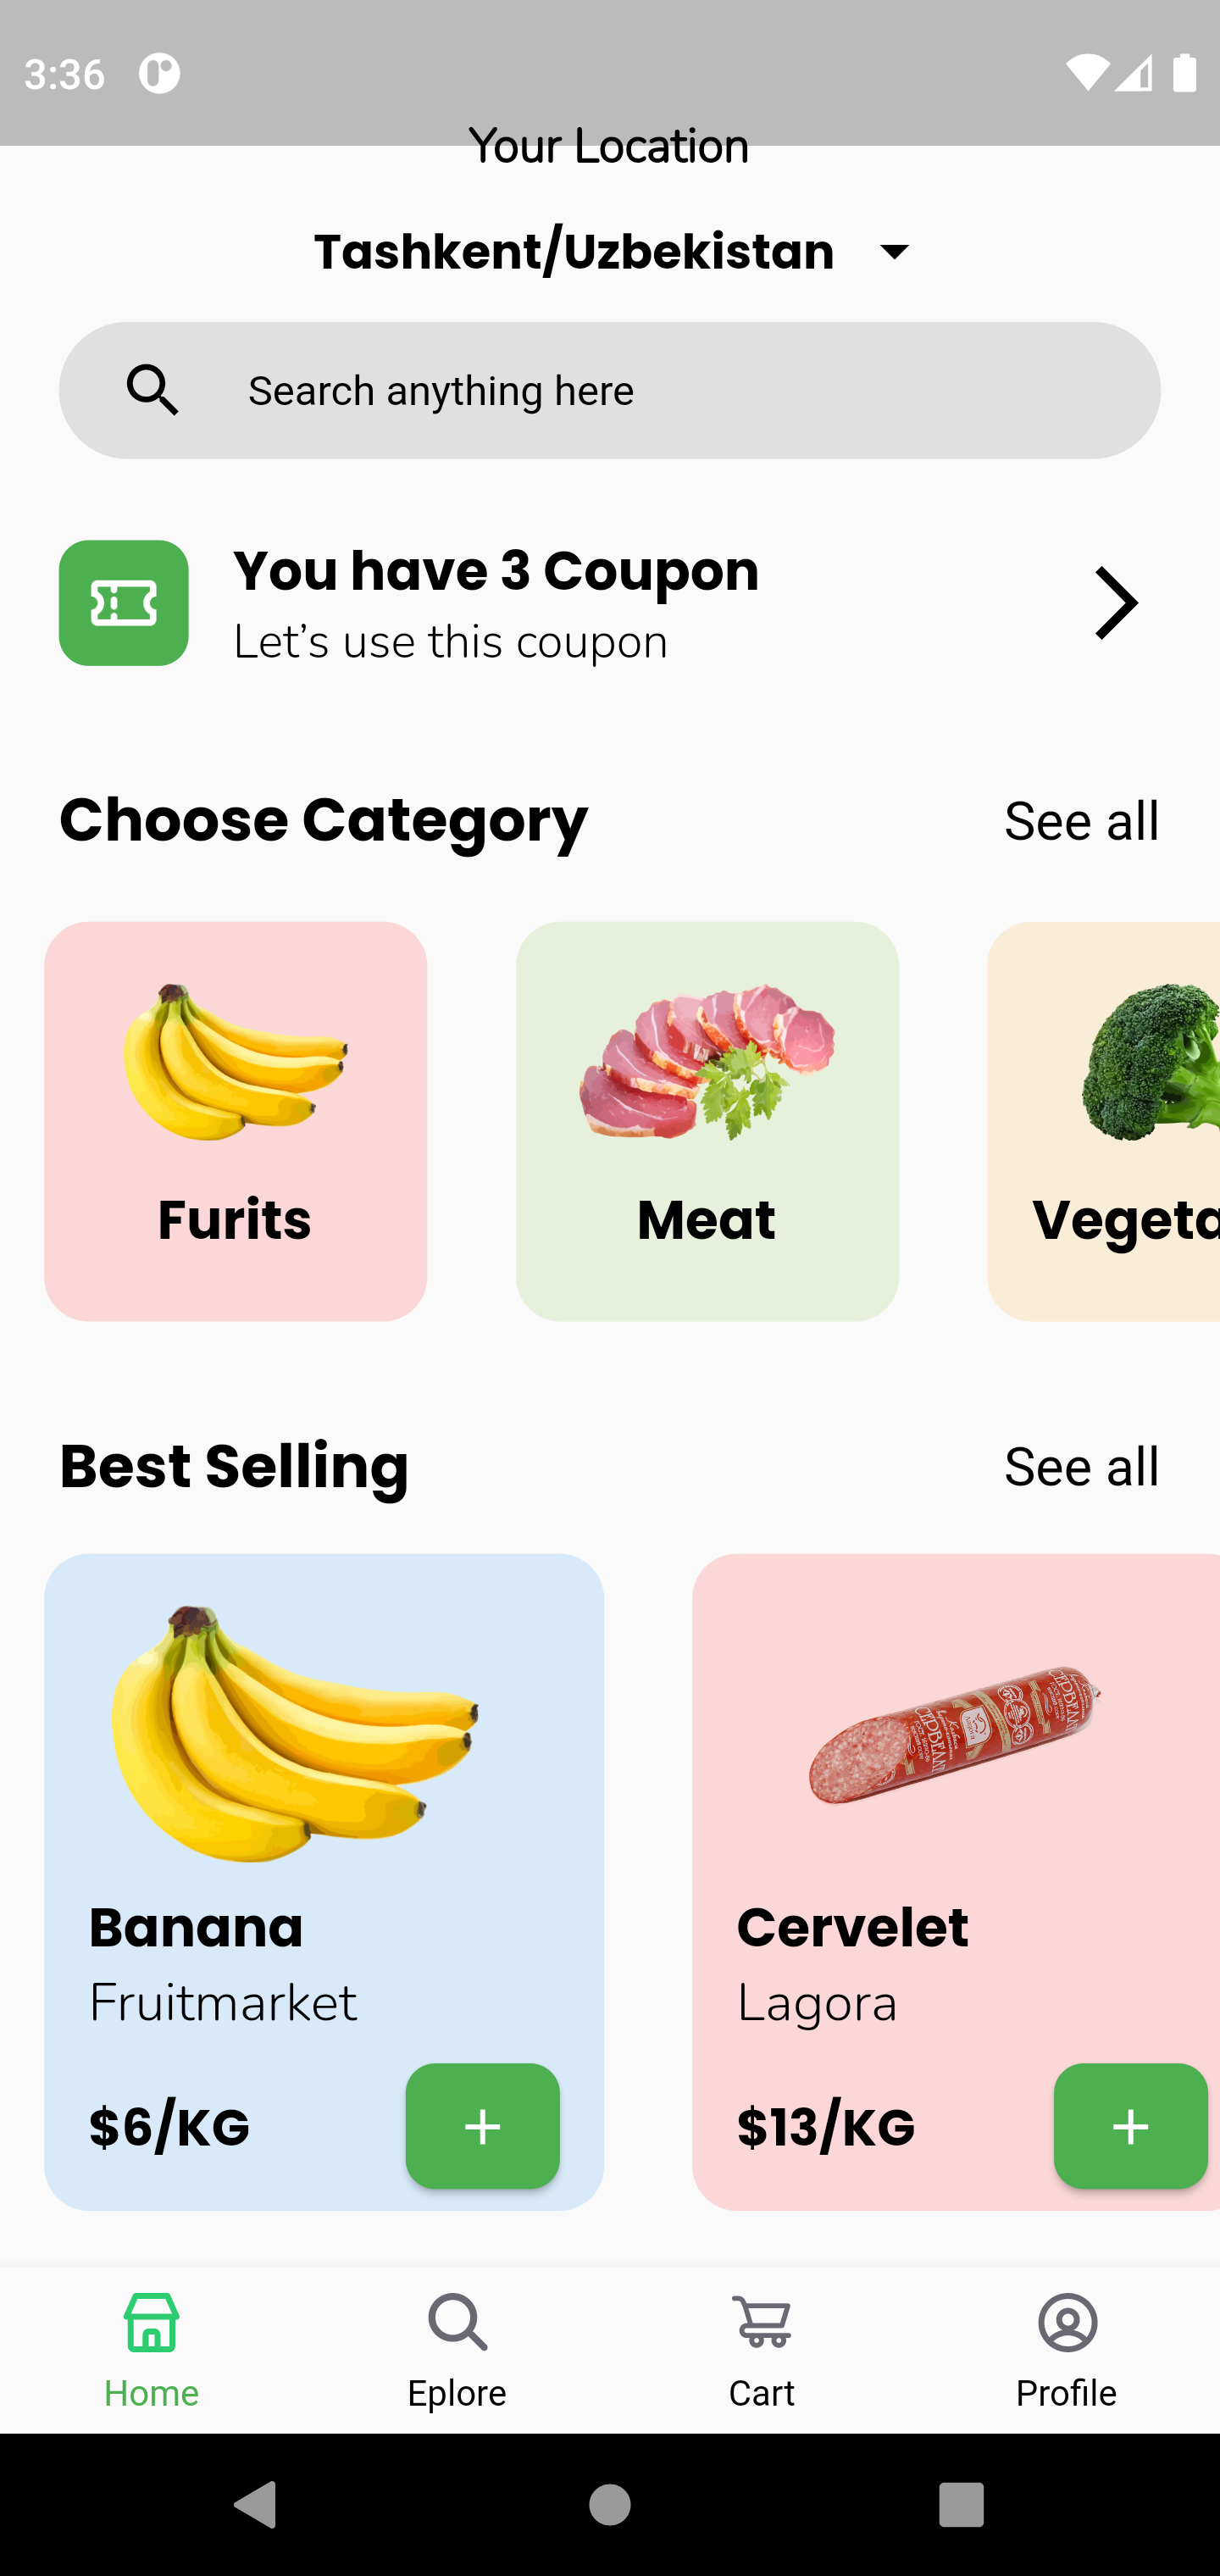 3:36
Your Location
Tashkent/Uzbekistan
Search anything here
You have 3 Coupon
Let’s use this coupon
Choose Category See all
Furits Meat Vegeta
Best Selling See all
Banana Cervelet
Fruitmarket Lagora
$6/KG + $13/KG +
Home Eplore Cart Profile